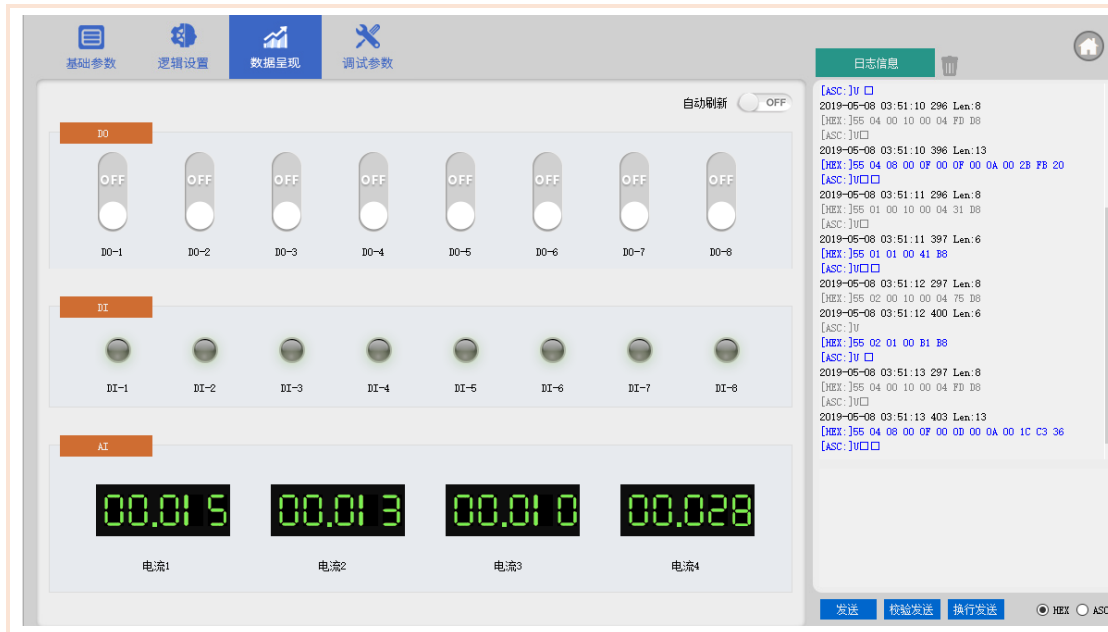 基础参数 逻辑设置 数据呈现 调试参数
自动刷新 OFF
DO
OFF OFF OFF OFF OFF OFF OFF OFF
DO-1 DO-2 DO-3 DO-4 DO-5 DO-6 DO-7 DO-8
DI
DI-1 DI-2 DI-3 DI-4 DI-5 DI-6 DI-7 DI-8
AI
00.015 00.013 00.010 00.028
电流1 电流2 电流3 电流4
日志信息
[ASC:]U □
2019-05-08 03:51:10 296 Len:8
[HEX:]55 04 00 10 00 04 FD D8
[ASC:]U□
2019-05-08 03:51:10 396 Len:13
[HEX:]55 04 08 00 0F 00 0F 00 0A 00 2B FB 20
[ASC:]U□□
2019-05-08 03:51:11 296 Len:8
[HEX:]55 01 00 10 00 04 31 D8
[ASC:]U□
2019-05-08 03:51:11 397 Len:6
[HEX:]55 01 01 00 41 B8
[ASC:]U□□
2019-05-08 03:51:12 297 Len:8
[HEX:]55 02 00 10 00 04 75 D8
2019-05-08 03:51:12 400 Len:6
[ASC:]U
[HEX:]55 02 01 00 B1 B8
[ASC:]U □
2019-05-08 03:51:13 297 Len:8
[HEX:]55 04 00 10 00 04 FD D8
[ASC:]U□
2019-05-08 03:51:13 403 Len:13
[HEX:]55 04 08 00 0F 00 0D 00 0A 00 1C C3 36
[ASC:]U□□
发送 校验发送 换行发送 HEX ASC